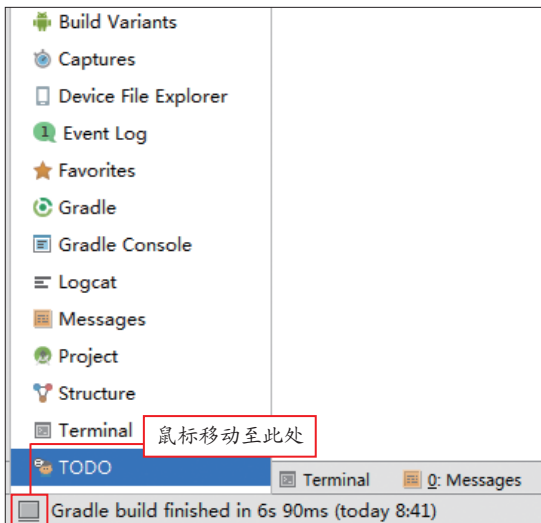 Build Variants
Captures
Device File Explorer
1 Event Log
Favorites
Gradle
Gradle Console
Logcat
Messages
Project
Structure
Terminal
鼠标移动至此处
TODO
Terminal 0: Messages
Gradle build finished in 6s 90ms (today 8:41)